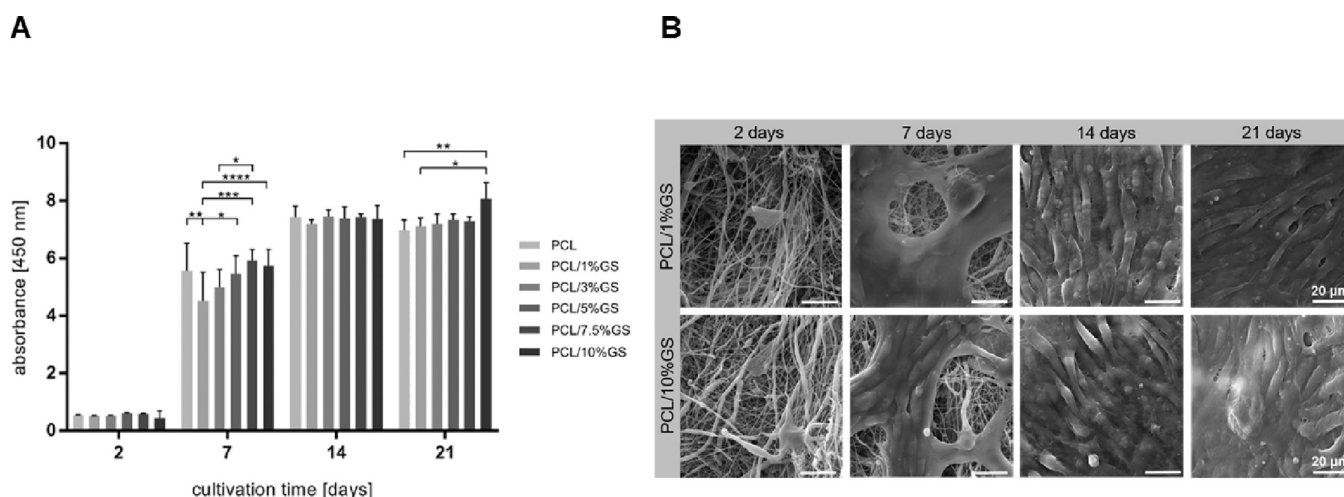 A
B
10
8
6
4
2
0
absorbance [450 nm]
**
*
*
****
***
** *
2 7 14 21
cultivation time [days]
PCL
PCL/1%GS
PCL/3%GS
PCL/5%GS
PCL/7.5%GS
PCL/10%GS
2 days 7 days 14 days 21 days
PCL/1%GS
20 µm
PCL/10%GS
20 µm